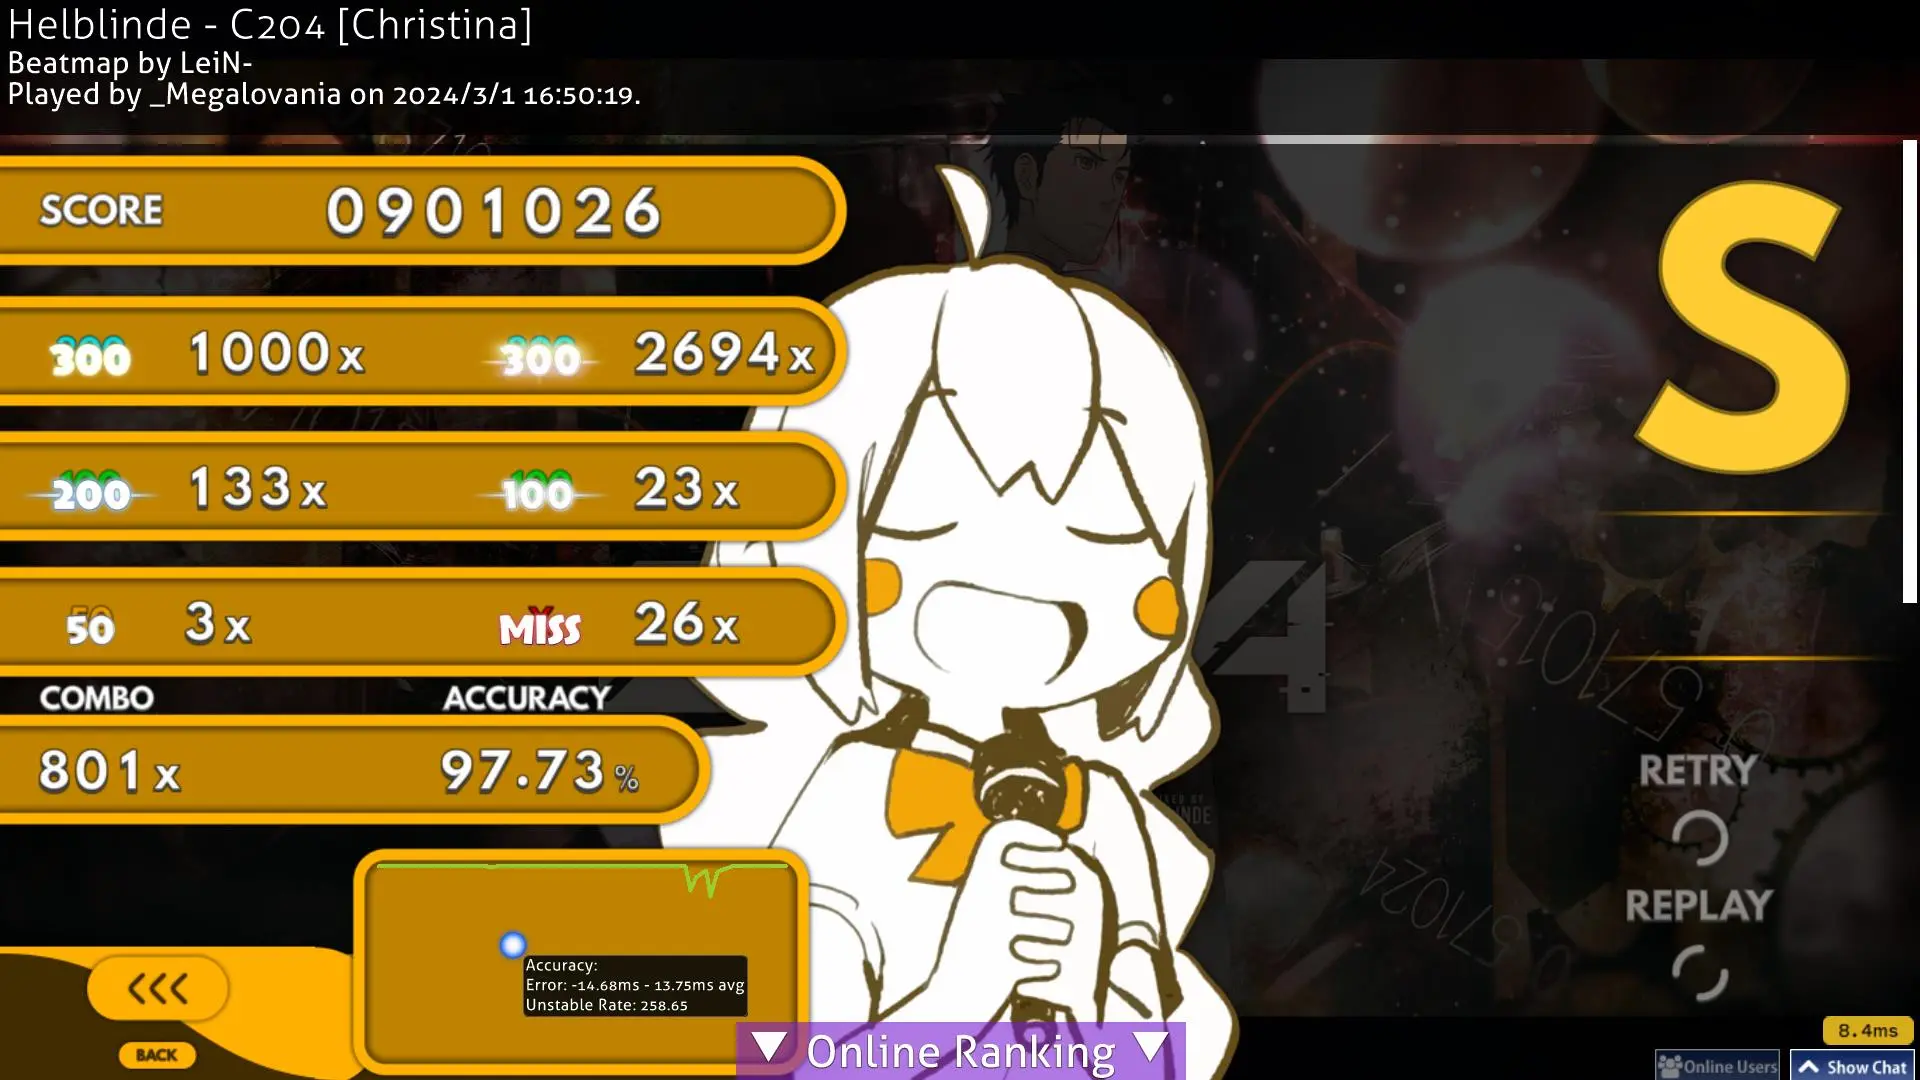 Helblinde - C204 [Christina]
Beatmap by LeiN-
Played by _Megalovania on 2024/3/1 16:50:19.
SCORE 0901026
300 1000x 300 2694x
200 133x 100 23x
50 3x MISS 26x
COMBO ACCURACY
801x 97.73%
RETRY
REPLAY
Accuracy:
Error: -14.68ms - 13.75ms avg
Unstable Rate: 258.65
BACK
▼ Online Ranking ▼
8.4ms
Online Users
Show Chat